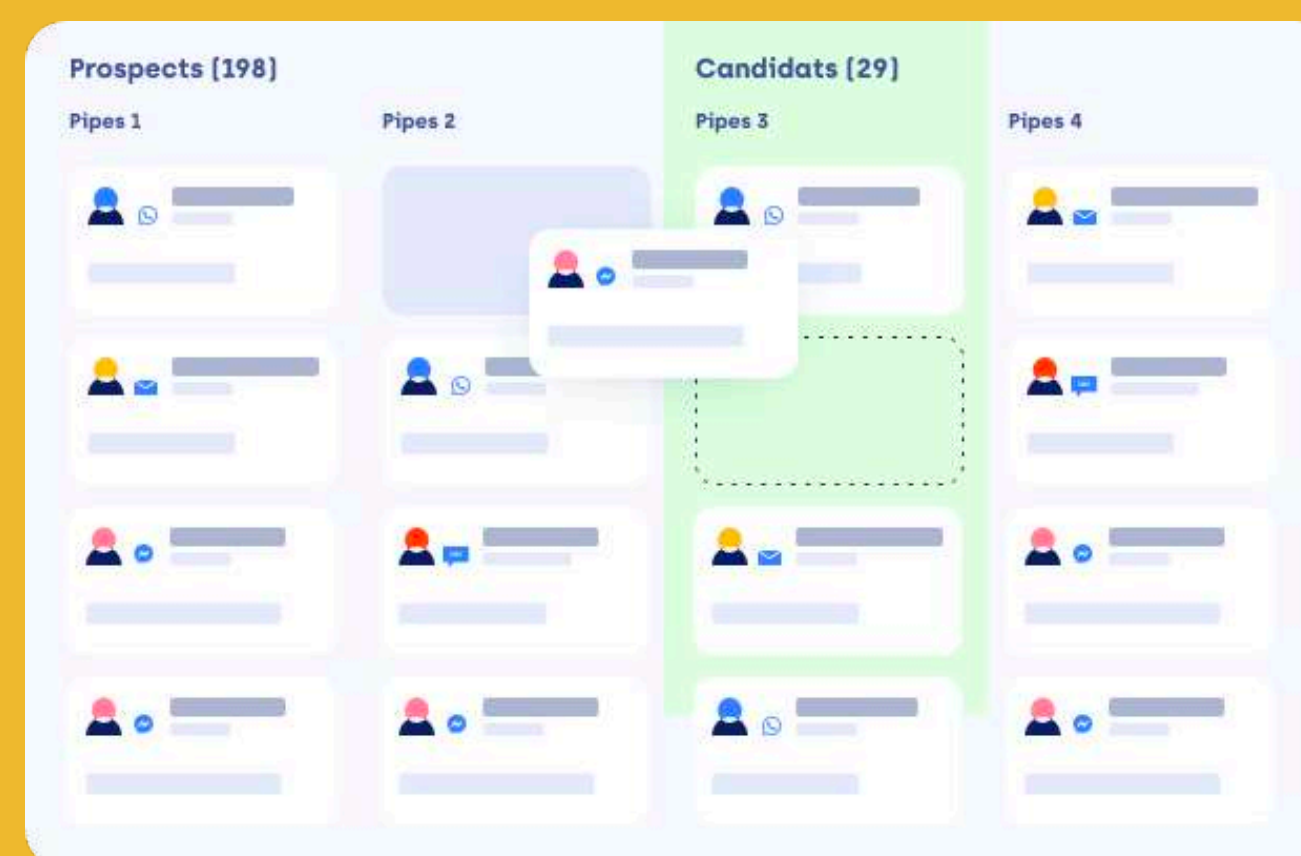 Prospects (198)
Candidats (29)
Pipes 1
Pipes 2
Pipes 3
Pipes 4